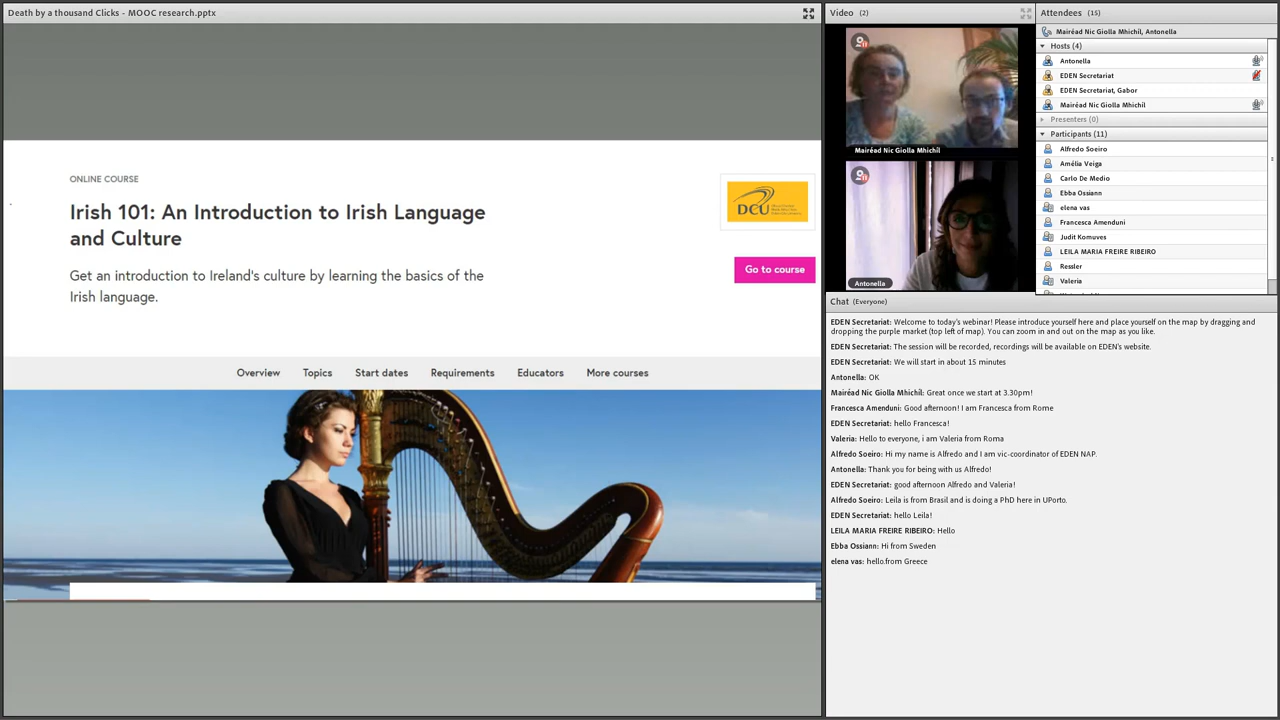 Death by a thousand Clicks - MOOC research.pptx
ONLINE COURSE
Irish 101: An Introduction to Irish Language
and Culture
Get an introduction to Ireland's culture by learning the basics of the
Irish language.
DCU
Go to course
Overview Topics Start dates Requirements Educators More courses
Video (2)
Mairéad Nic Giolla Mhichíl
Antonella
Attendees (15)
Mairéad Nic Giolla Mhichíl, Antonella
Hosts (4)
Antonella
EDEN Secretariat
EDEN Secretariat, Gabor
Mairéad Nic Giolla Mhichíl
Presenters (0)
Participants (11)
Alfredo Soeiro
Amélia Veiga
Carlo De Medio
Ebba Ossiann
elena vas
Francesca Amenduni
Judit Komuves
LEILA MARIA FREIRE RIBEIRO
Ressler
Valeria
Chat (Everyone)
EDEN Secretariat: Welcome to today's webinar! Please introduce yourself here and place yourself on the map by dragging and
dropping the purple market (top left of map). You can zoom in and out on the map as you like.
EDEN Secretariat: The session will be recorded, recordings will be available on EDEN's website.
EDEN Secretariat: We will start in about 15 minutes
Antonella: OK
Mairéad Nic Giolla Mhichíl: Great once we start at 3.30pm!
Francesca Amenduni: Good afternoon! I am Francesca from Rome
EDEN Secretariat: hello Francesca!
Valeria: Hello to everyone, i am Valeria from Roma
Alfredo Soeiro: Hi my name is Alfredo and I am vic-coordinator of EDEN NAP.
Antonella: Thank you for being with us Alfredo!
EDEN Secretariat: good afternoon Alfredo and Valeria!
Alfredo Soeiro: Leila is from Brasil and is doing a PhD here in UPorto.
EDEN Secretariat: hello Leila!
LEILA MARIA FREIRE RIBEIRO: Hello
Ebba Ossiann: Hi from Sweden
elena vas: hello.from Greece